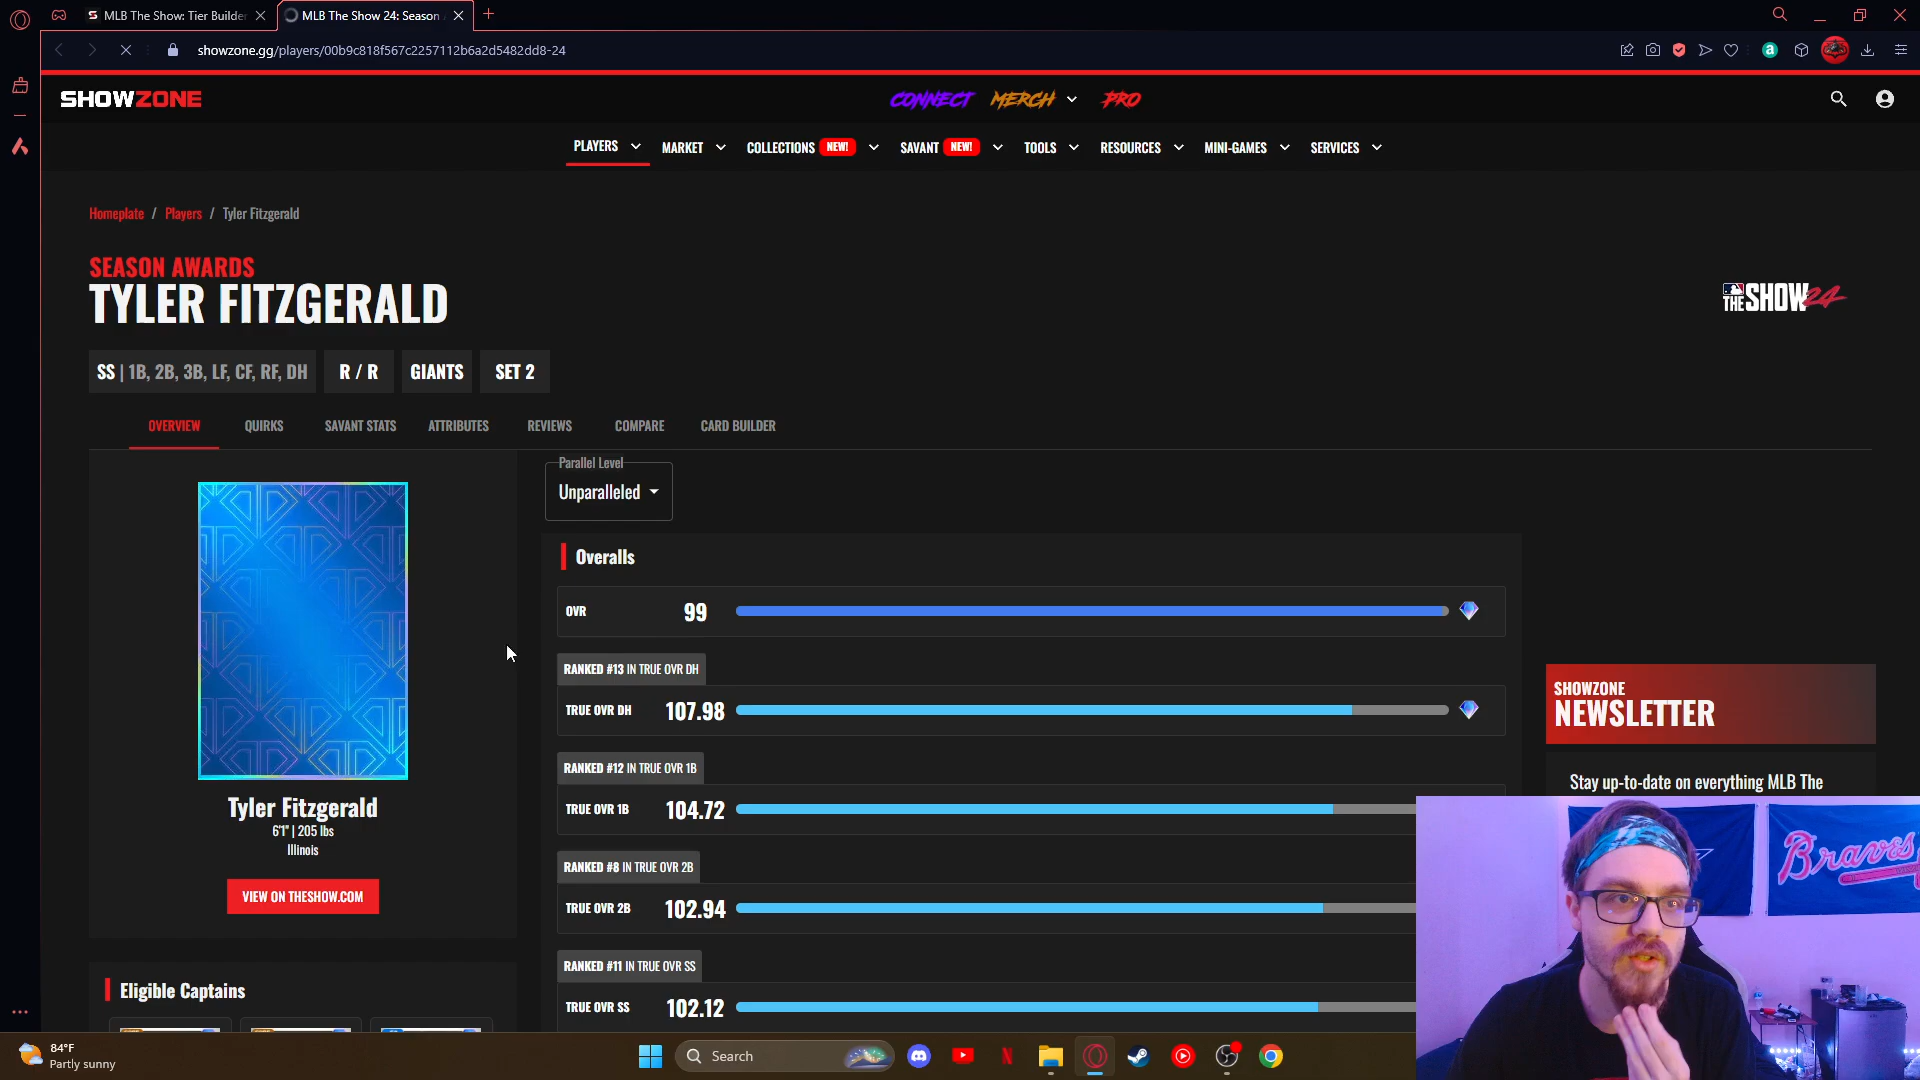 MLB The Show: Tier Builder
MLB The Show 24: Season
showzone.gg/players/00b9c818f567c2257112b6a2d5482dd8-24
SHOWZONE
CONNECT
MERCH
PRO
PLAYERS
MARKET
COLLECTIONS NEW!
SAVANT NEW!
TOOLS
RESOURCES
MINI-GAMES
SERVICES
Homeplate / Players / Tyler Fitzgerald
SEASON AWARDS
TYLER FITZGERALD
MLB THE SHOW 24
SS | 1B, 2B, 3B, LF, CF, RF, DH
R / R
GIANTS
SET 2
OVERVIEW
QUIRKS
SAVANT STATS
ATTRIBUTES
REVIEWS
COMPARE
CARD BUILDER
Parallel Level
Unparalleled
Overalls
OVR 99
RANKED #13 IN TRUE OVR DH
TRUE OVR DH 107.98
RANKED #12 IN TRUE OVR 1B
TRUE OVR 1B 104.72
RANKED #8 IN TRUE OVR 2B
TRUE OVR 2B 102.94
RANKED #11 IN TRUE OVR SS
TRUE OVR SS 102.12
Tyler Fitzgerald
6'1" | 205 lbs
Illinois
VIEW ON THESHOW.COM
Eligible Captains
SHOWZONE
NEWSLETTER
Stay up-to-date on everything MLB The
Braves
84°F
Partly sunny
Search